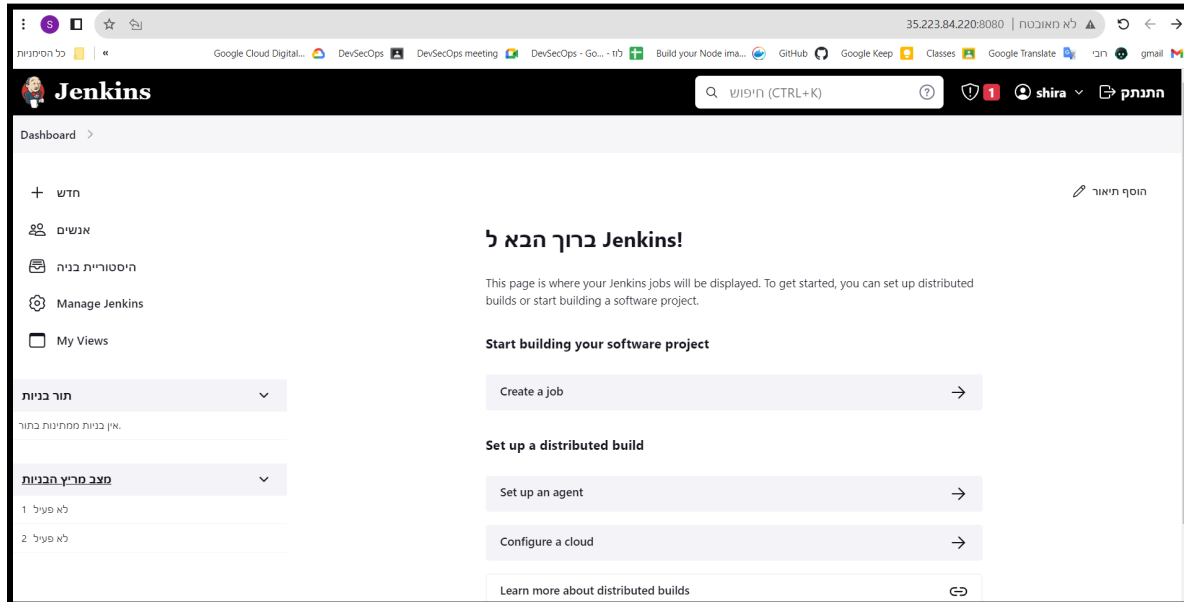 S
לא מאובטח | 35.223.84.220:8080
כל הסימניות
»
Google Cloud Digital...
DevSecOps
DevSecOps meeting
לוז - DevSecOps - Go...
Build your Node ima...
GitHub
Google Keep
Classes
Google Translate
רובי
gmail
Jenkins
חיפוש (CTRL+K)
?
1
shira
התנתק
Dashboard
חדש
אנשים
היסטוריית בניה
Manage Jenkins
My Views
תור בניות
אין בניות ממתינות בתור.
מצב מריץ הבניות
1 לא פעיל
2 לא פעיל
הוסף תיאור
ברוך הבא ל Jenkins!
This page is where your Jenkins jobs will be displayed. To get started, you can set up distributed
builds or start building a software project.
Start building your software project
Create a job
Set up a distributed build
Set up an agent
Configure a cloud
Learn more about distributed builds